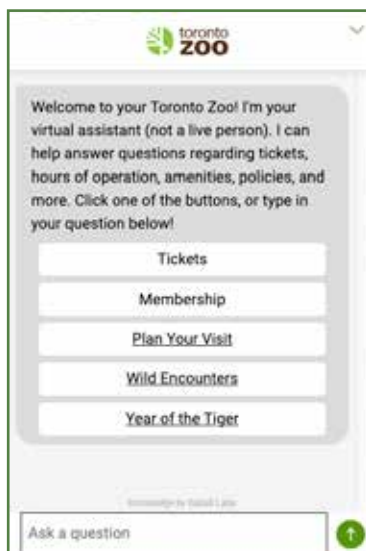 toronto
ZOO
Welcome to your Toronto Zoo! I'm your
virtual assistant (not a live person). I can
help answer questions regarding tickets,
hours of operation, amenities, policies, and
more. Click one of the buttons, or type in
your question below!
Tickets
Membership
Plan Your Visit
Wild Encounters
Year of the Tiger
Ask a question